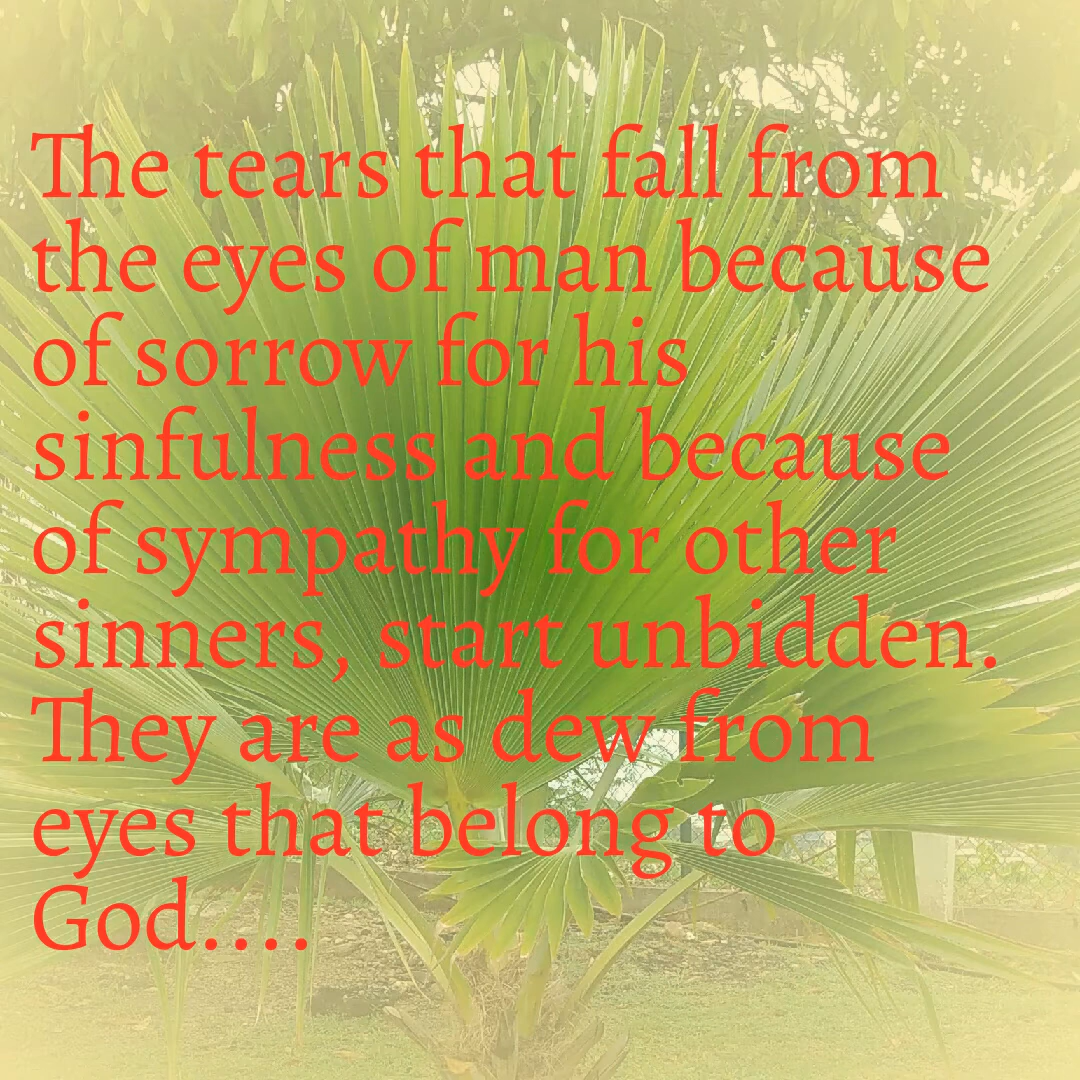 The tears that fall from
the eyes of man because
of sorrow for his
sinfulness and because
of sympathy for other
sinners, start unbidden.
They are as dew from
eyes that belong to
God....